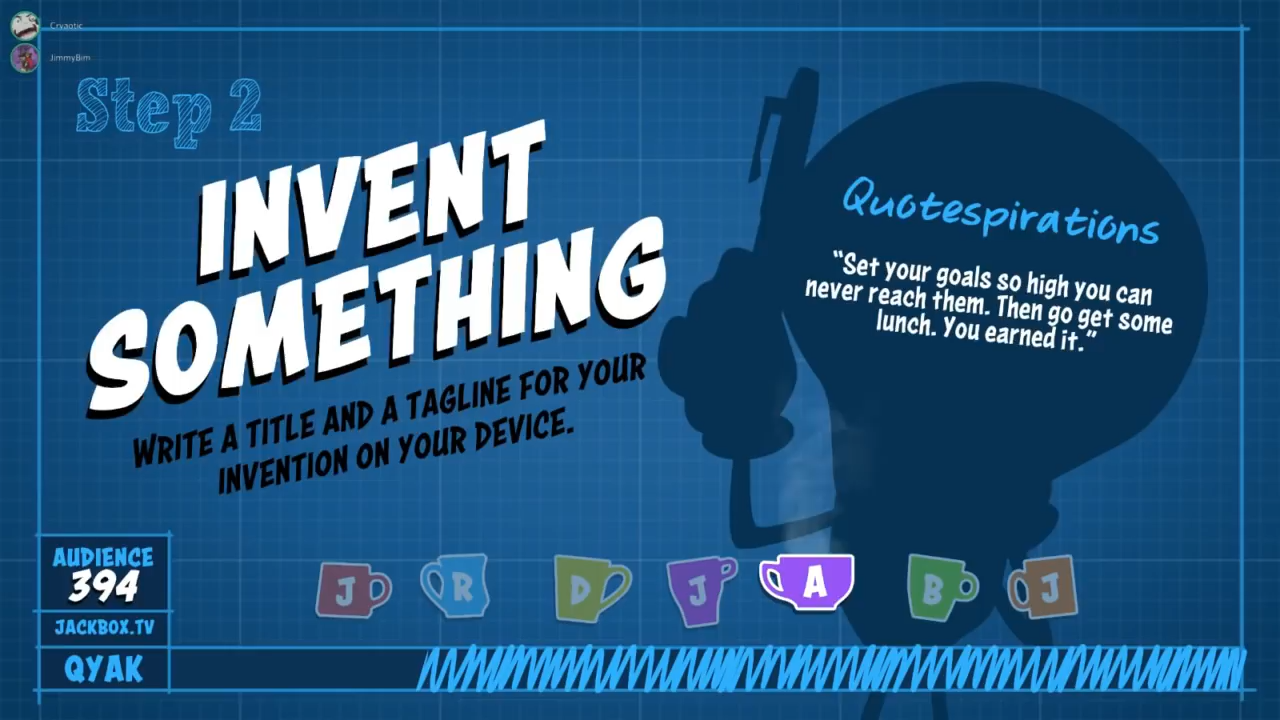 Cryaotic
JimmyBim
Step 2
INVENT
SOMETHING
WRITE A TITLE AND A TAGLINE FOR YOUR
INVENTION ON YOUR DEVICE.
Quotespirations
“Set your goals so high you can
never reach them. Then go get some
lunch. You earned it.”
AUDIENCE
394
JACKBOX.TV
QYAK
J R D J A B J